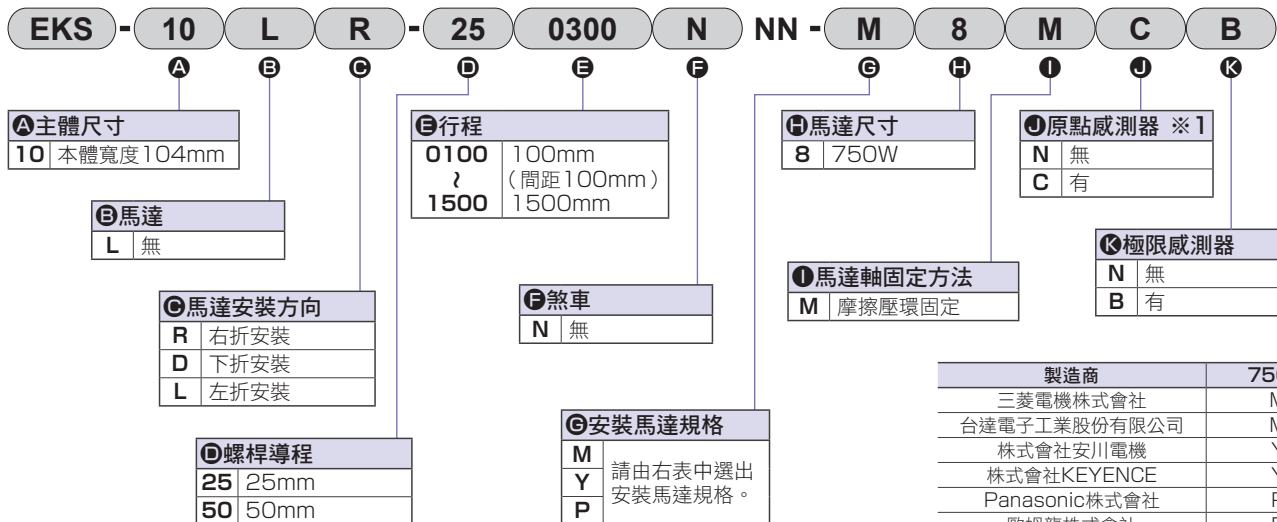 EKS - 10 L R - 25 0300 N NN - M 8 M C B
A B C D E F G H I J K
A主體尺寸
10 本體寬度104mm
B馬達
L 無
C馬達安裝方向
R 右折安裝
D 下折安裝
L 左折安裝
D螺桿導程
25 25mm
50 50mm
E行程
0100 100mm
~ (間距100mm)
1500 1500mm
F煞車
N 無
G安裝馬達規格
M
Y
P
請由右表中選出
安裝馬達規格。
H馬達尺寸
8 750W
I馬達軸固定方法
M 摩擦壓環固定
J原點感測器 ※1
N 無
C 有
K極限感測器
N 無
B 有
製造商
三菱電機株式會社
台達電子工業股份有限公司
株式會社安川電機 Y
株式會社KEYENCE Y
Panasonic株式會社